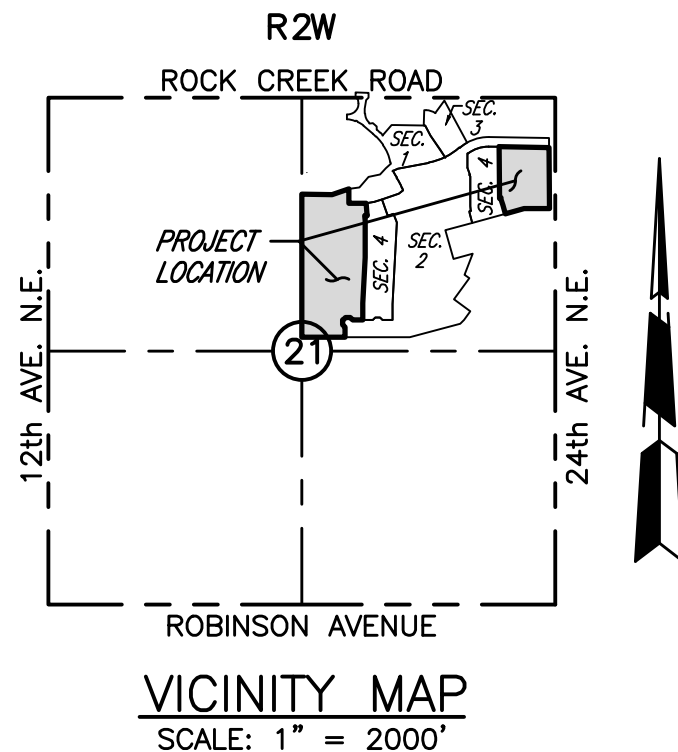 R2W
ROCK CREEK ROAD
SEC.
3
SEC.
1
SEC. 4
PROJECT
LOCATION
SEC. 4
SEC.
2
12th AVE. N.E.
24th AVE. N.E.
21
ROBINSON AVENUE
VICINITY MAP
SCALE: 1" = 2000'